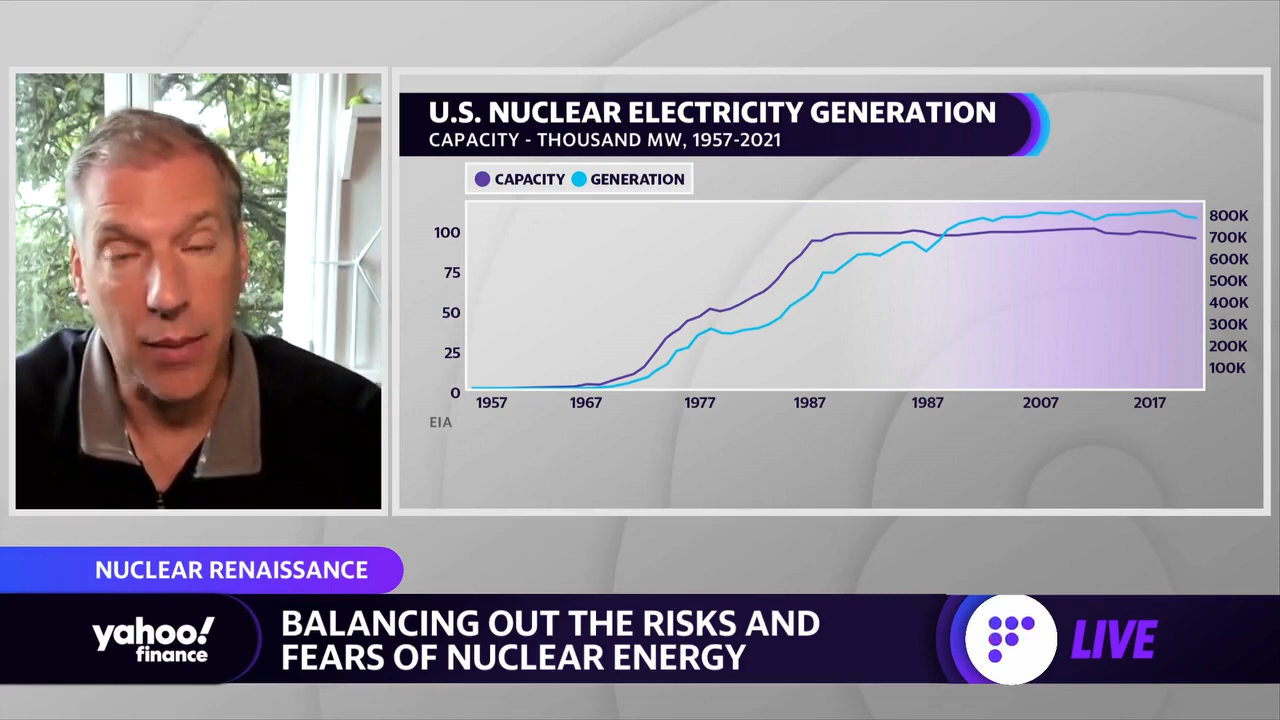 U.S. NUCLEAR ELECTRICITY GENERATION
CAPACITY - THOUSAND MW, 1957-2021
CAPACITY GENERATION
100
75
50
25
0
800K
700K
600K
500K
400K
300K
200K
100K
1957 1967 1977 1987 1987 2007 2017
EIA
NUCLEAR RENAISSANCE
yahoo!
finance
BALANCING OUT THE RISKS AND
FEARS OF NUCLEAR ENERGY
LIVE